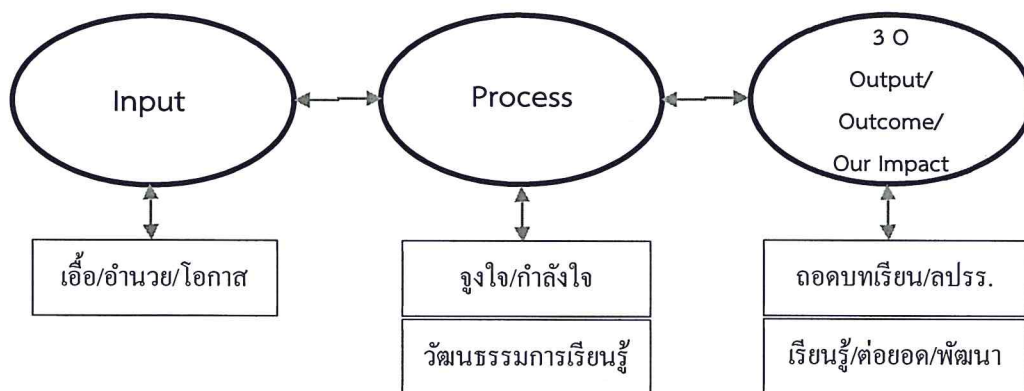 Input
Process
3 O
Output/
Outcome/
Our Impact
เอื้อ/อำนวย/โอกาส
จูงใจ/กำลังใจ
ถอดบทเรียน/ลปรร.
วัฒนธรรมการเรียนรู้
เรียนรู้/ต่อยอด/พัฒนา